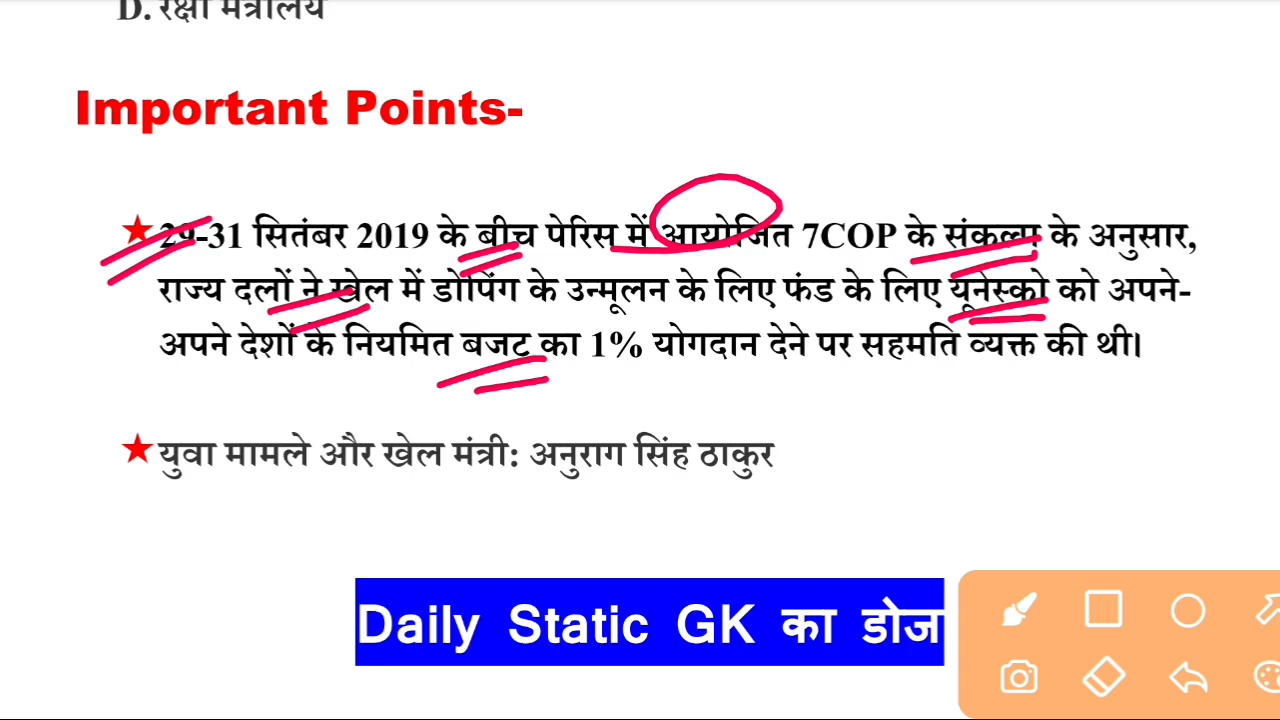 D. रक्षा मंत्रालय
Important Points-
29-31 सितंबर 2019 के बीच पेरिस में आयोजित 7COP के संकल्प के अनुसार,
राज्य दलों ने खेल में डोपिंग के उन्मूलन के लिए फंड के लिए यूनेस्को को अपने-
अपने देशों के नियमित बजट का 1% योगदान देने पर सहमति व्यक्त की थी।
युवा मामले और खेल मंत्री: अनुराग सिंह ठाकुर
Daily Static GK का डोज